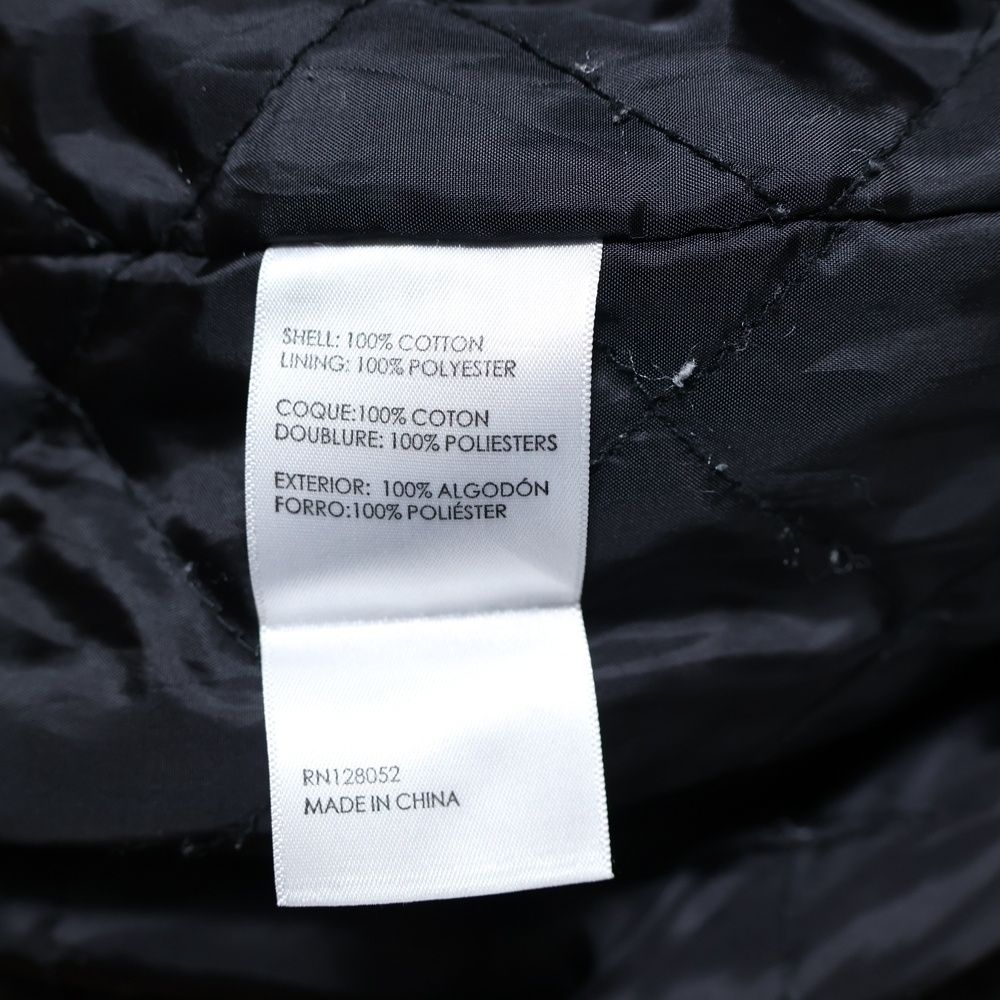 SHELL: 100% COTTON
LINING: 100% POLYESTER
COQUE:100% COTON
DOUBLURE: 100% POLIESTERS
EXTERIOR: 100% ALGODÓN
FORRO:100% POLIÉSTER
RN128052
MADE IN CHINA